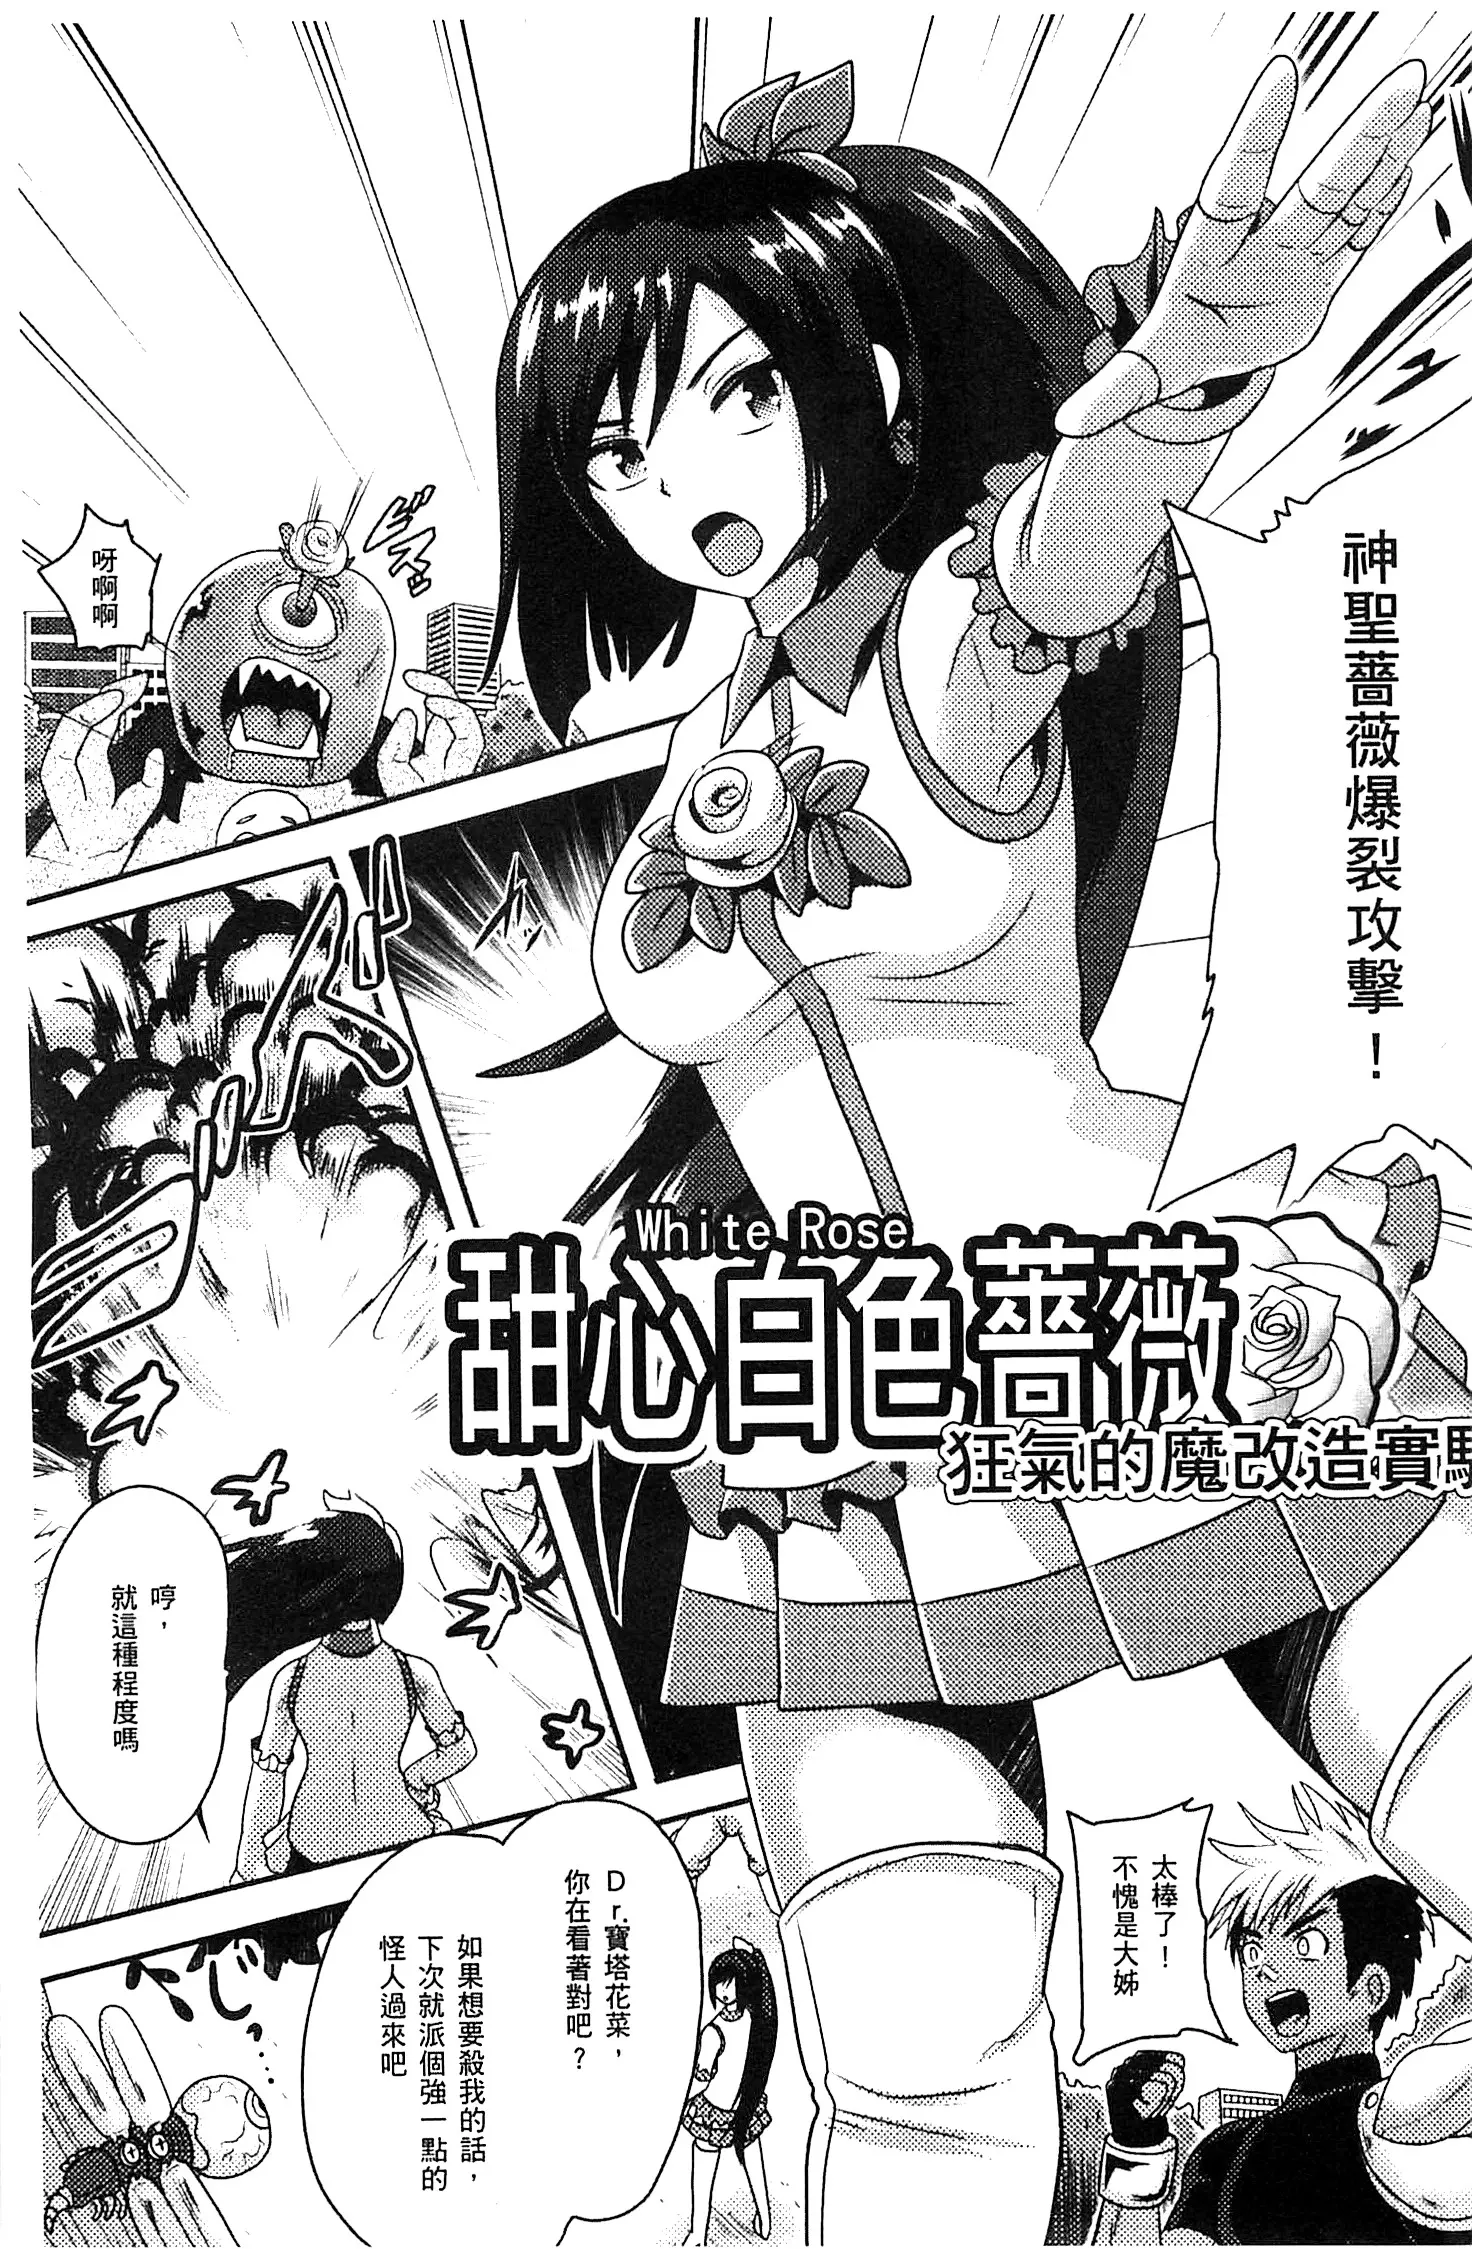 神聖薔薇爆裂攻擊！
呀啊啊
ビズッ
White Rose
甜心白色薔薇
狂氣的魔改造實驗
哼，
就這種程度嗎
太棒了！
不愧是大姊
Dr.寶塔花菜，
你在看著對吧？
如果想要殺我的話，
下次就派個強一點的
怪人過來吧